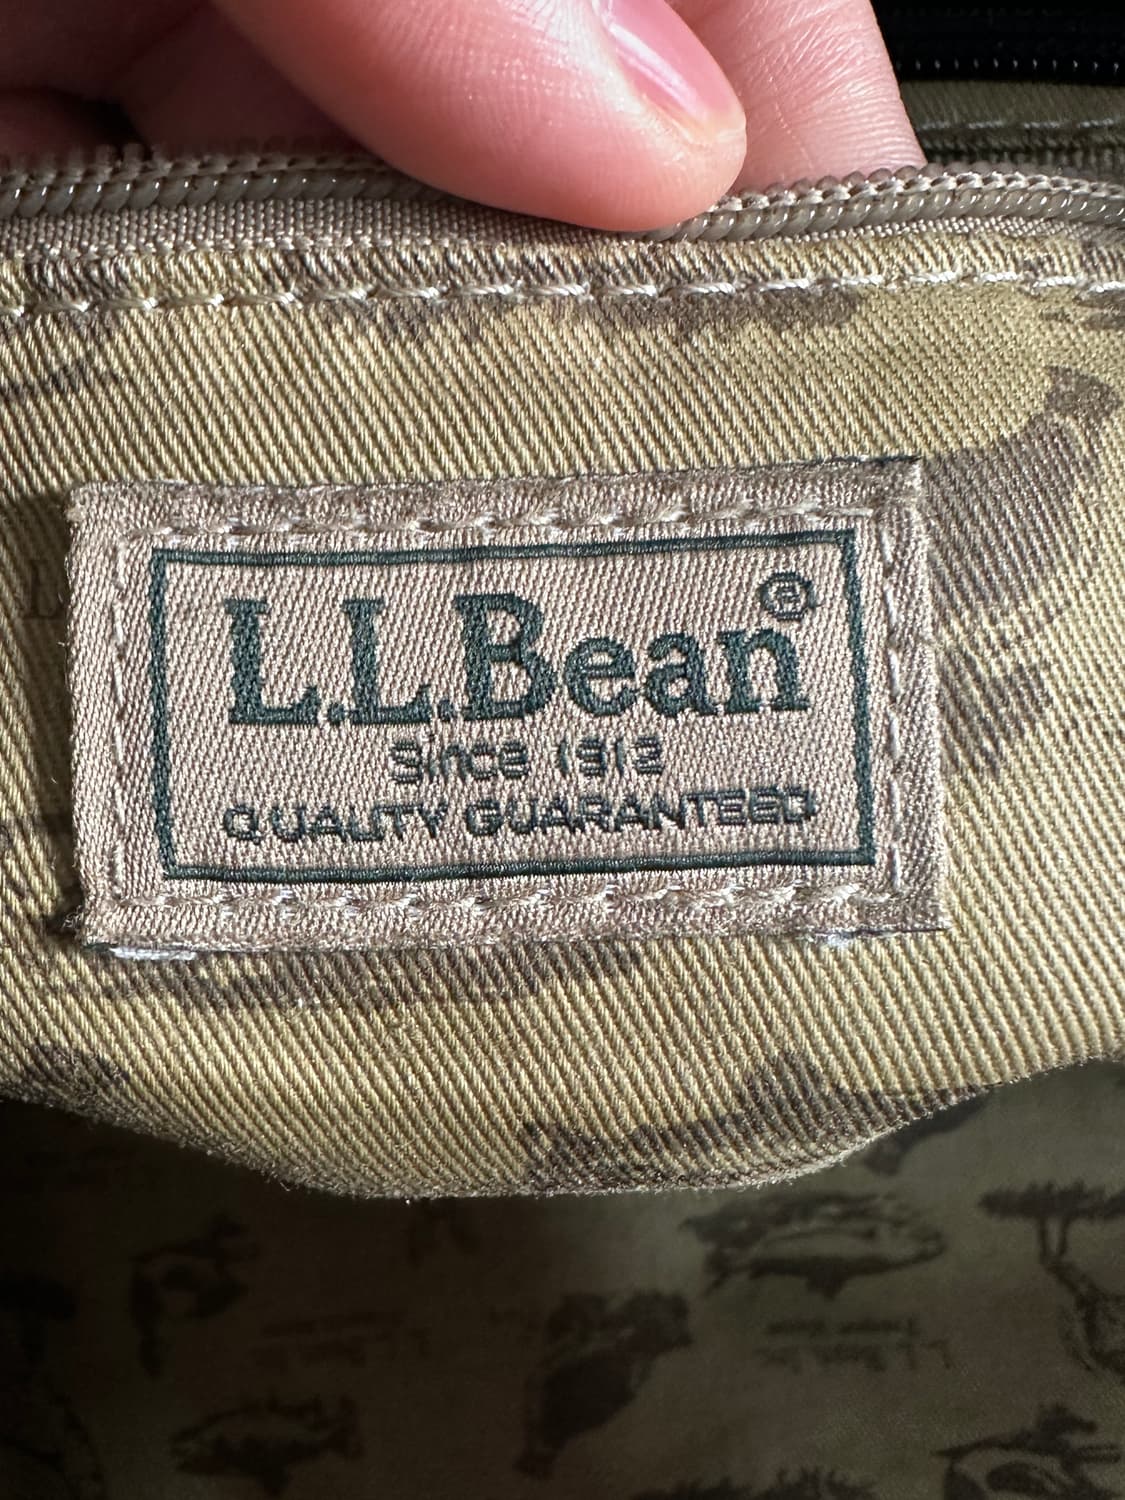 L.L.Bean®
Since 1912
QUALITY GUARANTEED